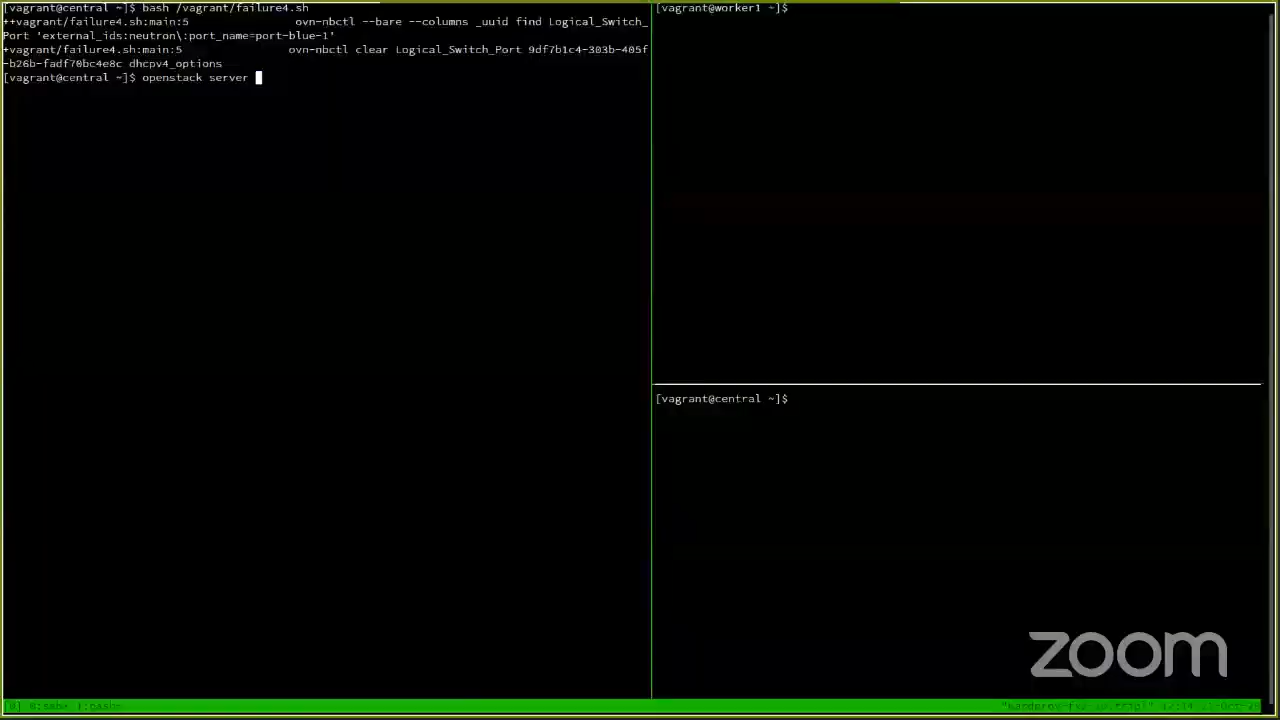 [vagrant@central ~]$ bash /vagrant/failure4.sh
++vagrant/failure4.sh:main:5 ovn-nbctl --bare --columns _uuid find Logical_Switch_
Port 'external_ids:neutron\:port_name=port-blue-1'
+vagrant/failure4.sh:main:5 ovn-nbctl clear Logical_Switch_Port 9df7b1c4-303b-405f
-b26b-fadf70bc4e8c dhcpv4_options
[vagrant@central ~]$ openstack server
[vagrant@worker1 ~]$
[vagrant@central ~]$
zoom